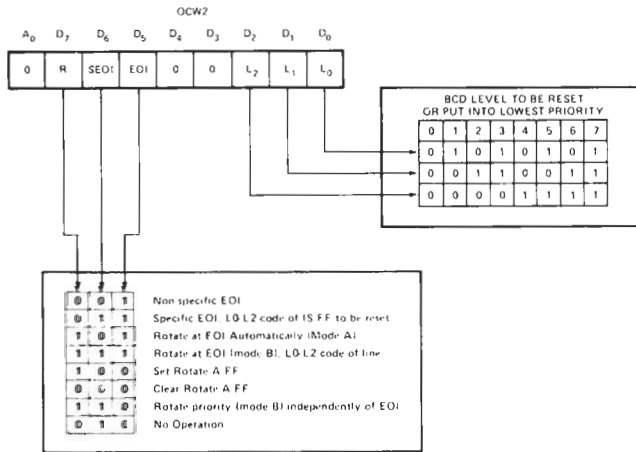 OCW2
A0 D7 D6 D5 D4 D3 D2 D1 D0
0 R SEOI EOI 0 0 L2 L1 L0
BCD LEVEL TO BE RESET
OR PUT INTO LOWEST PRIORITY
0 1 2 3 4 5 6 7
0 1 0 1 0 1 0 1
0 0 1 1 0 0 1 1
0 0 0 0 1 1 1 1
0 0 1 Non specific EOI
0 1 1 Specific EOI, L0-L2 code of IS FF to be reset
1 0 1 Rotate at EOI Automatically (Mode A)
1 1 1 Rotate at EOI (mode B), L0-L2 code of line
1 0 0 Set Rotate A FF
0 0 0 Clear Rotate A FF
1 1 0 Rotate priority (mode B) independently of EOI
0 1 0 No Operation